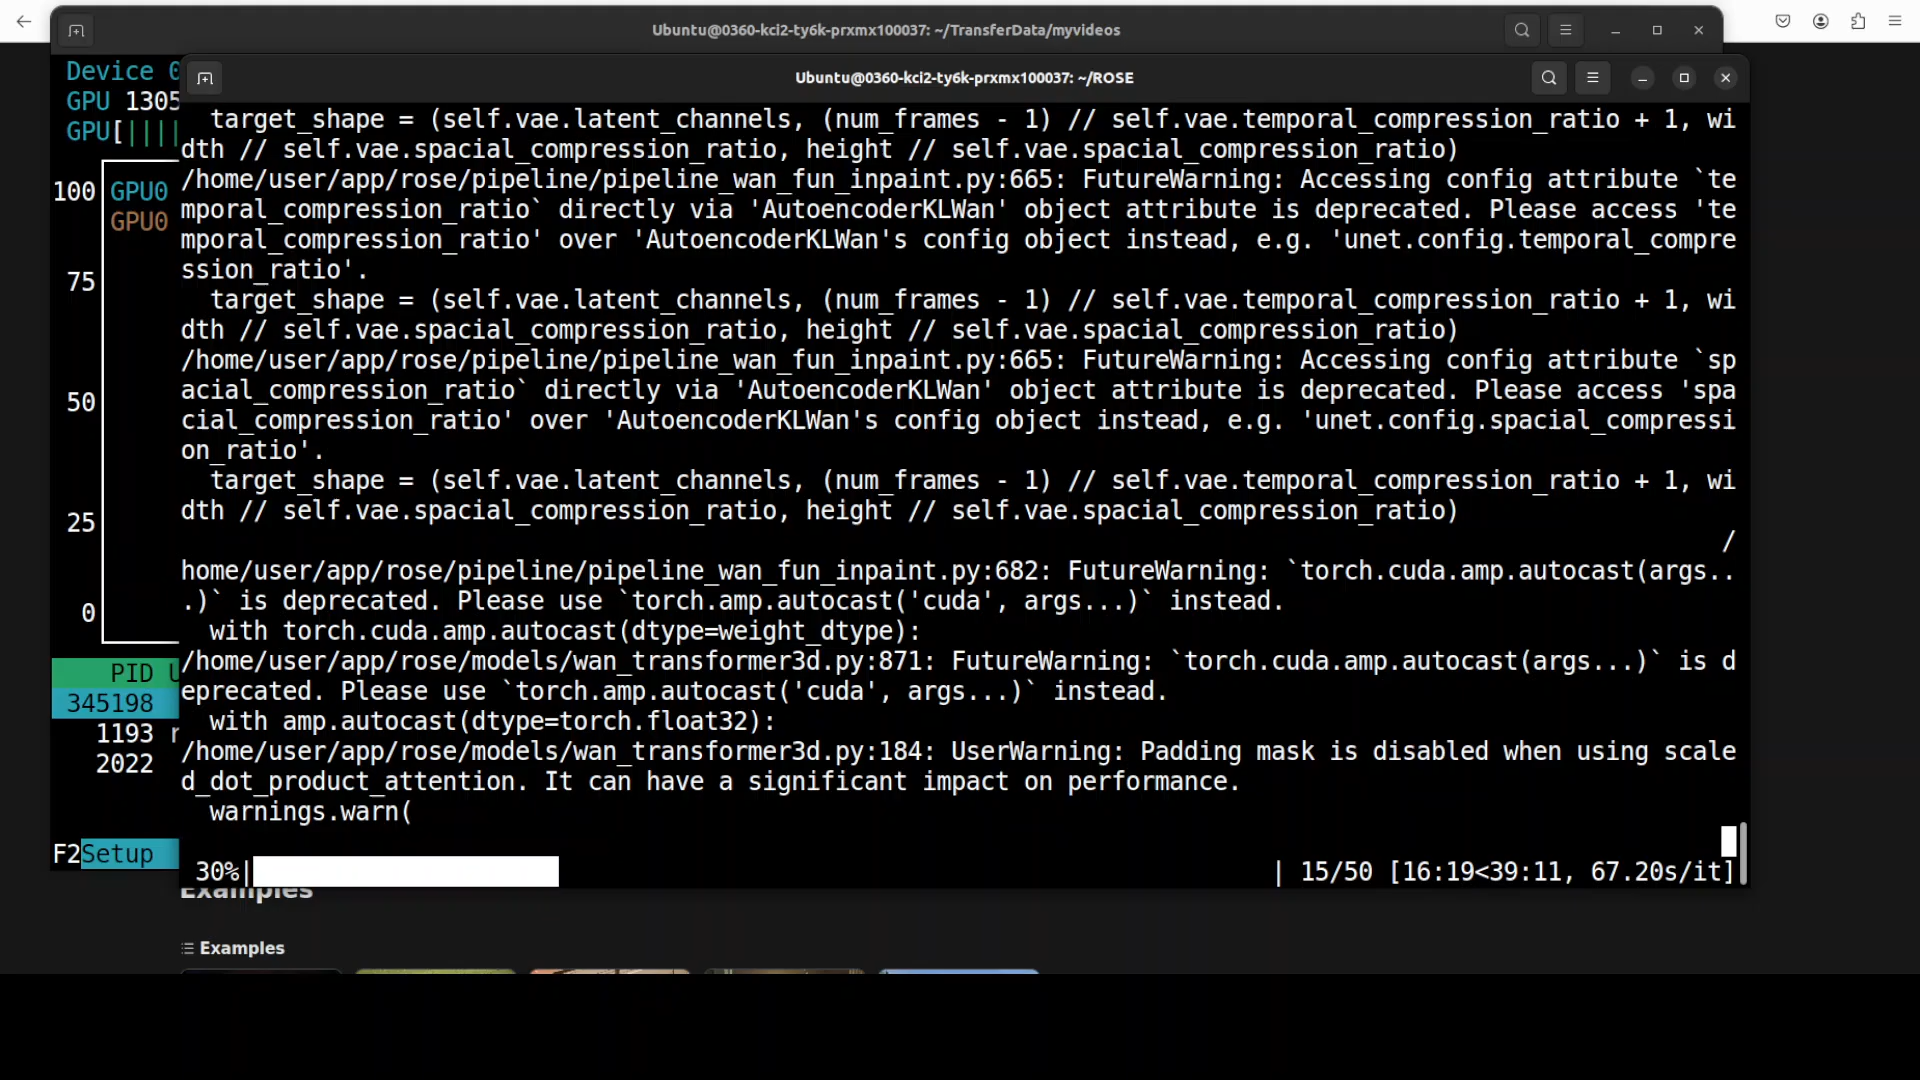 Ubuntu@0360-kci2-ty6k-prxmx100037: ~/TransferData/myvideos
Ubuntu@0360-kci2-ty6k-prxmx100037: ~/ROSE
Device 0
GPU 1305
GPU[||||
100 GPU0
GPU0
75
50
25
0
PID U
345198
1193 r
2022
F2Setup
target_shape = (self.vae.latent_channels, (num_frames - 1) // self.vae.temporal_compression_ratio + 1, wi
dth // self.vae.spacial_compression_ratio, height // self.vae.spacial_compression_ratio)
/home/user/app/rose/pipeline/pipeline_wan_fun_inpaint.py:665: FutureWarning: Accessing config attribute `te
mporal_compression_ratio` directly via 'AutoencoderKLWan' object attribute is deprecated. Please access 'te
mporal_compression_ratio' over 'AutoencoderKLWan's config object instead, e.g. 'unet.config.temporal_compre
ssion_ratio'.
target_shape = (self.vae.latent_channels, (num_frames - 1) // self.vae.temporal_compression_ratio + 1, wi
dth // self.vae.spacial_compression_ratio, height // self.vae.spacial_compression_ratio)
/home/user/app/rose/pipeline/pipeline_wan_fun_inpaint.py:665: FutureWarning: Accessing config attribute `sp
acial_compression_ratio` directly via 'AutoencoderKLWan' object attribute is deprecated. Please access 'spa
cial_compression_ratio' over 'AutoencoderKLWan's config object instead, e.g. 'unet.config.spacial_compressi
on_ratio'.
target_shape = (self.vae.latent_channels, (num_frames - 1) // self.vae.temporal_compression_ratio + 1, wi
dth // self.vae.spacial_compression_ratio, height // self.vae.spacial_compression_ratio)
/
home/user/app/rose/pipeline/pipeline_wan_fun_inpaint.py:682: FutureWarning: `torch.cuda.amp.autocast(args..
.)` is deprecated. Please use `torch.amp.autocast('cuda', args...)` instead.
with torch.cuda.amp.autocast(dtype=weight_dtype):
/home/user/app/rose/models/wan_transformer3d.py:871: FutureWarning: `torch.cuda.amp.autocast(args...)` is d
eprecated. Please use `torch.amp.autocast('cuda', args...)` instead.
with amp.autocast(dtype=torch.float32):
/home/user/app/rose/models/wan_transformer3d.py:184: UserWarning: Padding mask is disabled when using scale
d_dot_product_attention. It can have a significant impact on performance.
warnings.warn(
30%| | 15/50 [16:19<39:11, 67.20s/it]
Examples
Examples